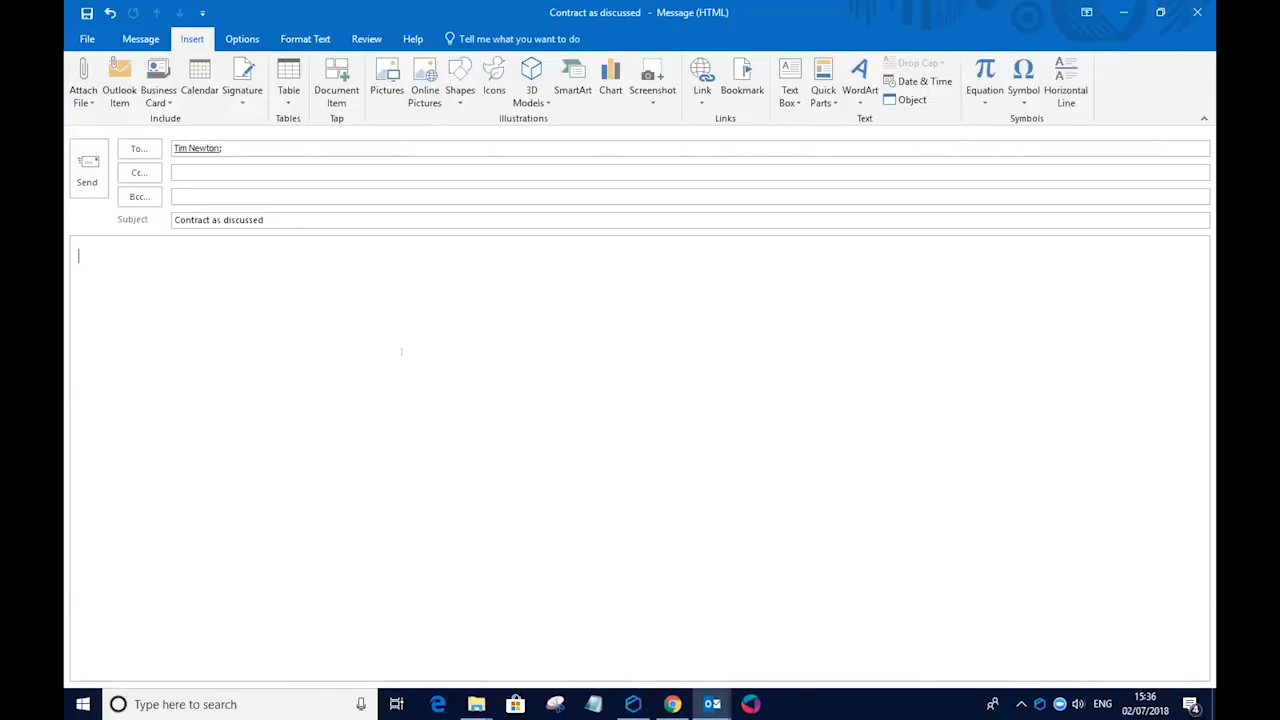 Contract as discussed - Message (HTML)
File Message Insert Options Format Text Review Help Tell me what you want to do
Attach File Outlook Item Business Card Calendar Signature Table Document Item Pictures Online Pictures Shapes Icons 3D Models SmartArt Chart Screenshot Link Bookmark Text Box Quick Parts WordArt Drop Cap Date & Time Object Equation Symbol Horizontal Line
Include Tables Tap Illustrations Links Text Symbols
To... Tim Newton;
Cc...
Bcc...
Send
Subject Contract as discussed
Type here to search ENG 15:36
02/07/2018